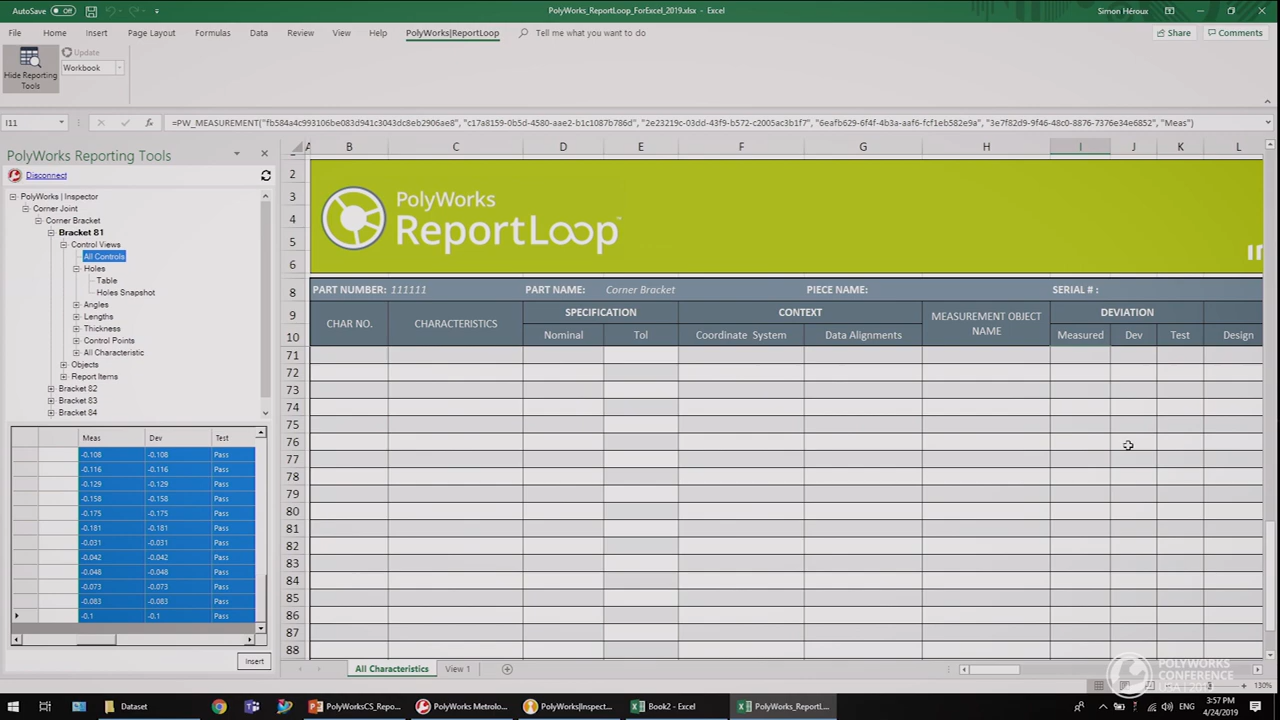 AutoSave Off
PolyWorks_ReportLoop_ForExcel_2019.xlsx - Excel
Simon Héroux
File Home Insert Page Layout Formulas Data Review View Help PolyWorks|ReportLoop Tell me what you want to do
Share Comments
Hide Reporting Tools
Update
Workbook
I11
=PW_MEASUREMENT("fb584a4c993106be083d941c3043dc8eb2906ae8", "c17a8159-0b5d-4580-aae2-b1c1087b786d", "2e23219c-03dd-43f9-b572-c2005ac3b1f7", "6eafb629-6f4f-4b3a-aaf6-fcf1eb582e9a", "3e7f82d9-9f46-48c0-8876-7376e34e6852", "Meas")
PolyWorks Reporting Tools
Disconnect
PolyWorks | Inspector
Corner Joint
Corner Bracket
Bracket 81
Control Views
All Controls
Holes
Table
Holes Snapshot
Angles
Lengths
Thickness
Control Points
All Characteristic
Objects
Report Items
Bracket 82
Bracket 83
Bracket 84
Meas Dev Test
-0.108 -0.108 Pass
-0.116 -0.116 Pass
-0.129 -0.129 Pass
-0.158 -0.158 Pass
-0.175 -0.175 Pass
-0.181 -0.181 Pass
-0.031 -0.031 Pass
-0.042 -0.042 Pass
-0.048 -0.048 Pass
-0.073 -0.073 Pass
-0.083 -0.083 Pass
-0.1 -0.1 Pass
Insert
A B C D E F G H I J K L
2
3
4
5
6
PolyWorks
ReportLoop™
8 PART NUMBER: 111111 PART NAME: Corner Bracket PIECE NAME: SERIAL # :
9 CHAR NO. CHARACTERISTICS SPECIFICATION CONTEXT MEASUREMENT OBJECT NAME DEVIATION
10 Nominal Tol Coordinate System Data Alignments Measured Dev Test Design
71
72
73
74
75
76
77
78
79
80
81
82
83
84
85
86
87
88
All Characteristics View 1
POLYWORKS
CONFERENCE
130%
Dataset
PolyWorksCS_Repo...
PolyWorks Metrolo...
PolyWorks|Inspect...
Book2 - Excel
PolyWorks_ReportL...
3:57 PM
4/24/2019